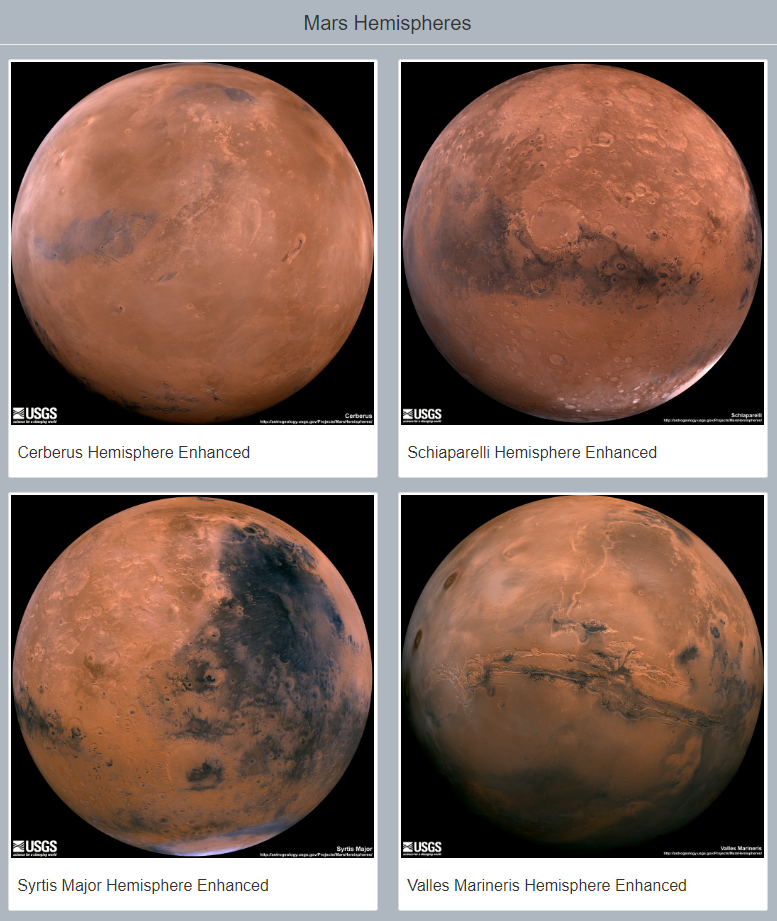 Mars Hemispheres
USGS
science for a changing world
Cerberus
http://astrogeology.usgs.gov/Projects/MarsHemispheres/
USGS
science for a changing world
Schiaparelli
http://astrogeology.usgs.gov/Projects/MarsHemispheres/
Cerberus Hemisphere Enhanced
Schiaparelli Hemisphere Enhanced
USGS
science for a changing world
Syrtis Major
http://astrogeology.usgs.gov/Projects/MarsHemispheres/
USGS
science for a changing world
Valles Marineris
http://astrogeology.usgs.gov/Projects/MarsHemispheres/
Syrtis Major Hemisphere Enhanced
Valles Marineris Hemisphere Enhanced